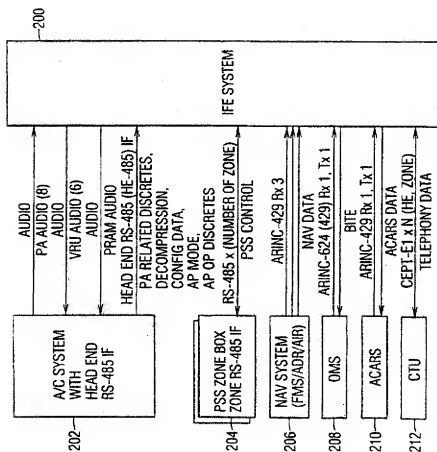 200
IFE SYSTEM
AUDIO
PA AUDIO (8)
AUDIO
VRU AUDIO (6)
AUDIO
PRAM AUDIO
HEAD END RS-485 (HE-485) IF
PA RELATED DISCRETES,
DECOMPRESSION,
CONFIG DATA,
AP MODE,
AP OP DISCRETES
RS-485 x (NUMBER OF ZONE)
PSS CONTROL
ARINC-429 Rx 3
NAV DATA
ARINC-624 (429) Rx 1, Tx 1
BITE
ARINC-429 Rx 1, Tx 1
ACARS DATA
CEPT-E1 x N (HE, ZONE)
TELEPHONY DATA
A/C SYSTEM
WITH
HEAD END
RS-485 IF
202
PSS ZONE BOX
ZONE RS-485 IF
204
NAV SYSTEM
(FMS/ADR/AIR)
206
OMS
208
ACARS
210
CTU
212